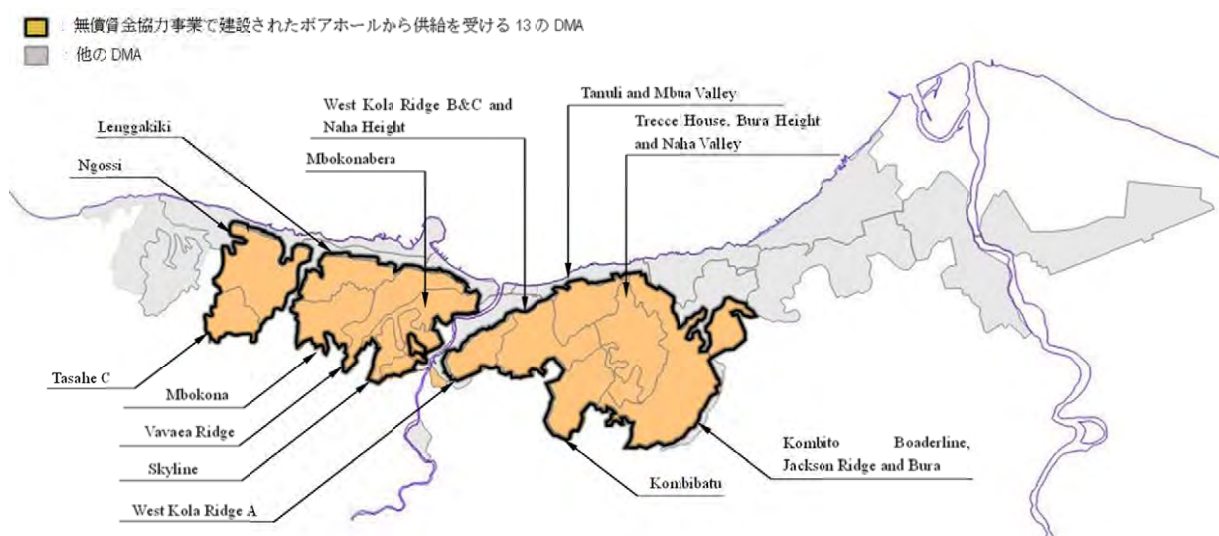 : 無償資金協力事業で建設されたボアホールから供給を受ける 13 の DMA
: 他の DMA
West Kola Ridge B&C and
Naha Height
Tanuli and Mbua Valley
Trecce House, Bura Height
and Naha Valley
Lenggakiki
Mbokonabera
Ngossi
Tasahe C
Mbokona
Vavaea Ridge
Skyline
West Kola Ridge A
Kombito Boaderline,
Jackson Ridge and Bura
Kombibatu